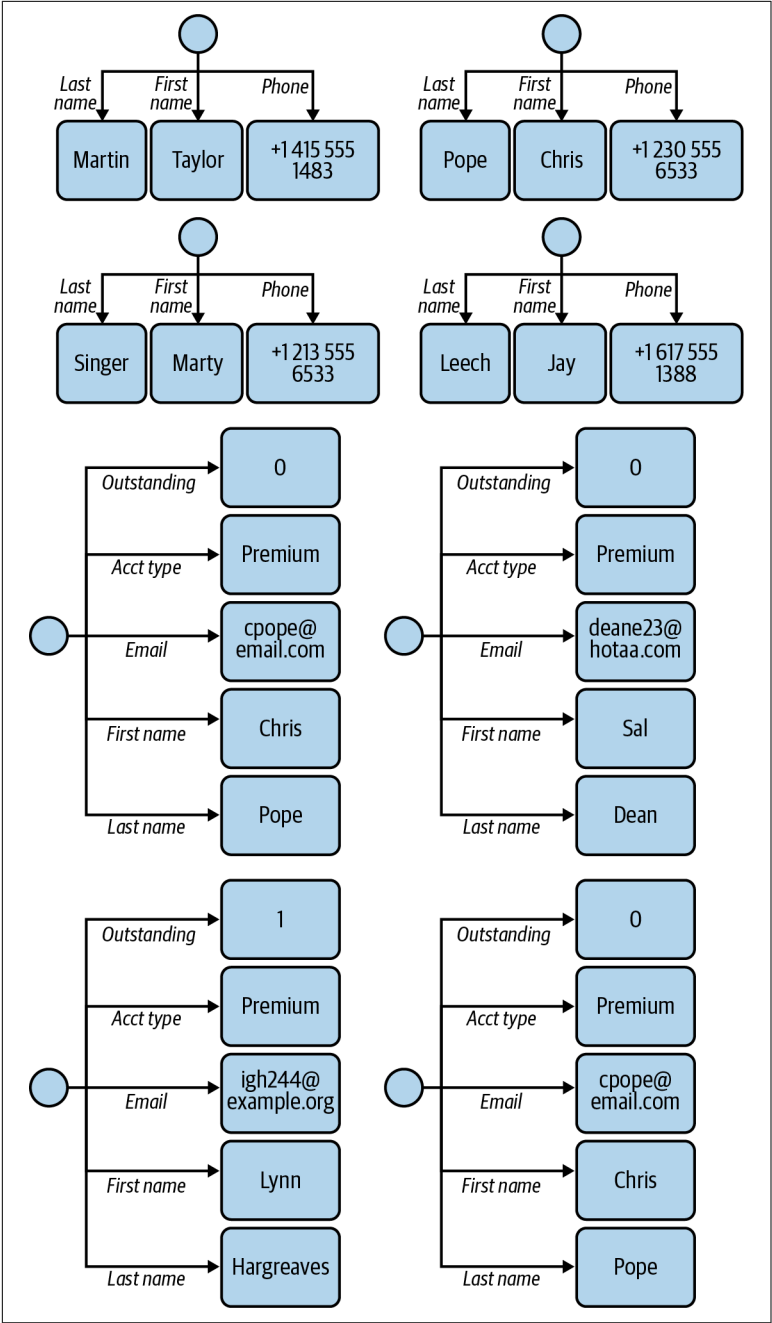 Last
name
First
name
Phone
Martin
Taylor
+1 415 555
1483
Last
name
First
name
Phone
Pope
Chris
+1 230 555
6533
Last
name
First
name
Phone
Singer
Marty
+1 213 555
6533
Last
name
First
name
Phone
Leech
Jay
+1 617 555
1388
Outstanding
0
Acct type
Premium
Email
cpope@
email.com
First name
Chris
Last name
Pope
Outstanding
0
Acct type
Premium
Email
deane23@
hotaa.com
First name
Sal
Last name
Dean
Outstanding
1
Acct type
Premium
Email
igh244@
example.org
First name
Lynn
Last name
Hargreaves
Outstanding
0
Acct type
Premium
Email
cpope@
email.com
First name
Chris
Last name
Pope